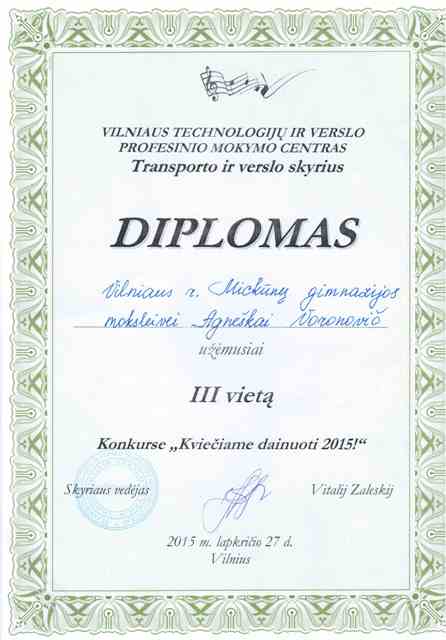 VILNIAUS TECHNOLOGIJŲ IR VERSLO
PROFESINIO MOKYMO CENTRAS
Transporto ir verslo skyrius
DIPLOMAS
Vilniaus r. Mickūnų gimnazijos
moksleivei Agneškai Voronovič
užėmusiai
III vietą
Konkurse „Kviečiame dainuoti 2015!“
Skyriaus vedėjas
Vitalij Zaleskij
2015 m. lapkričio 27 d.
Vilnius